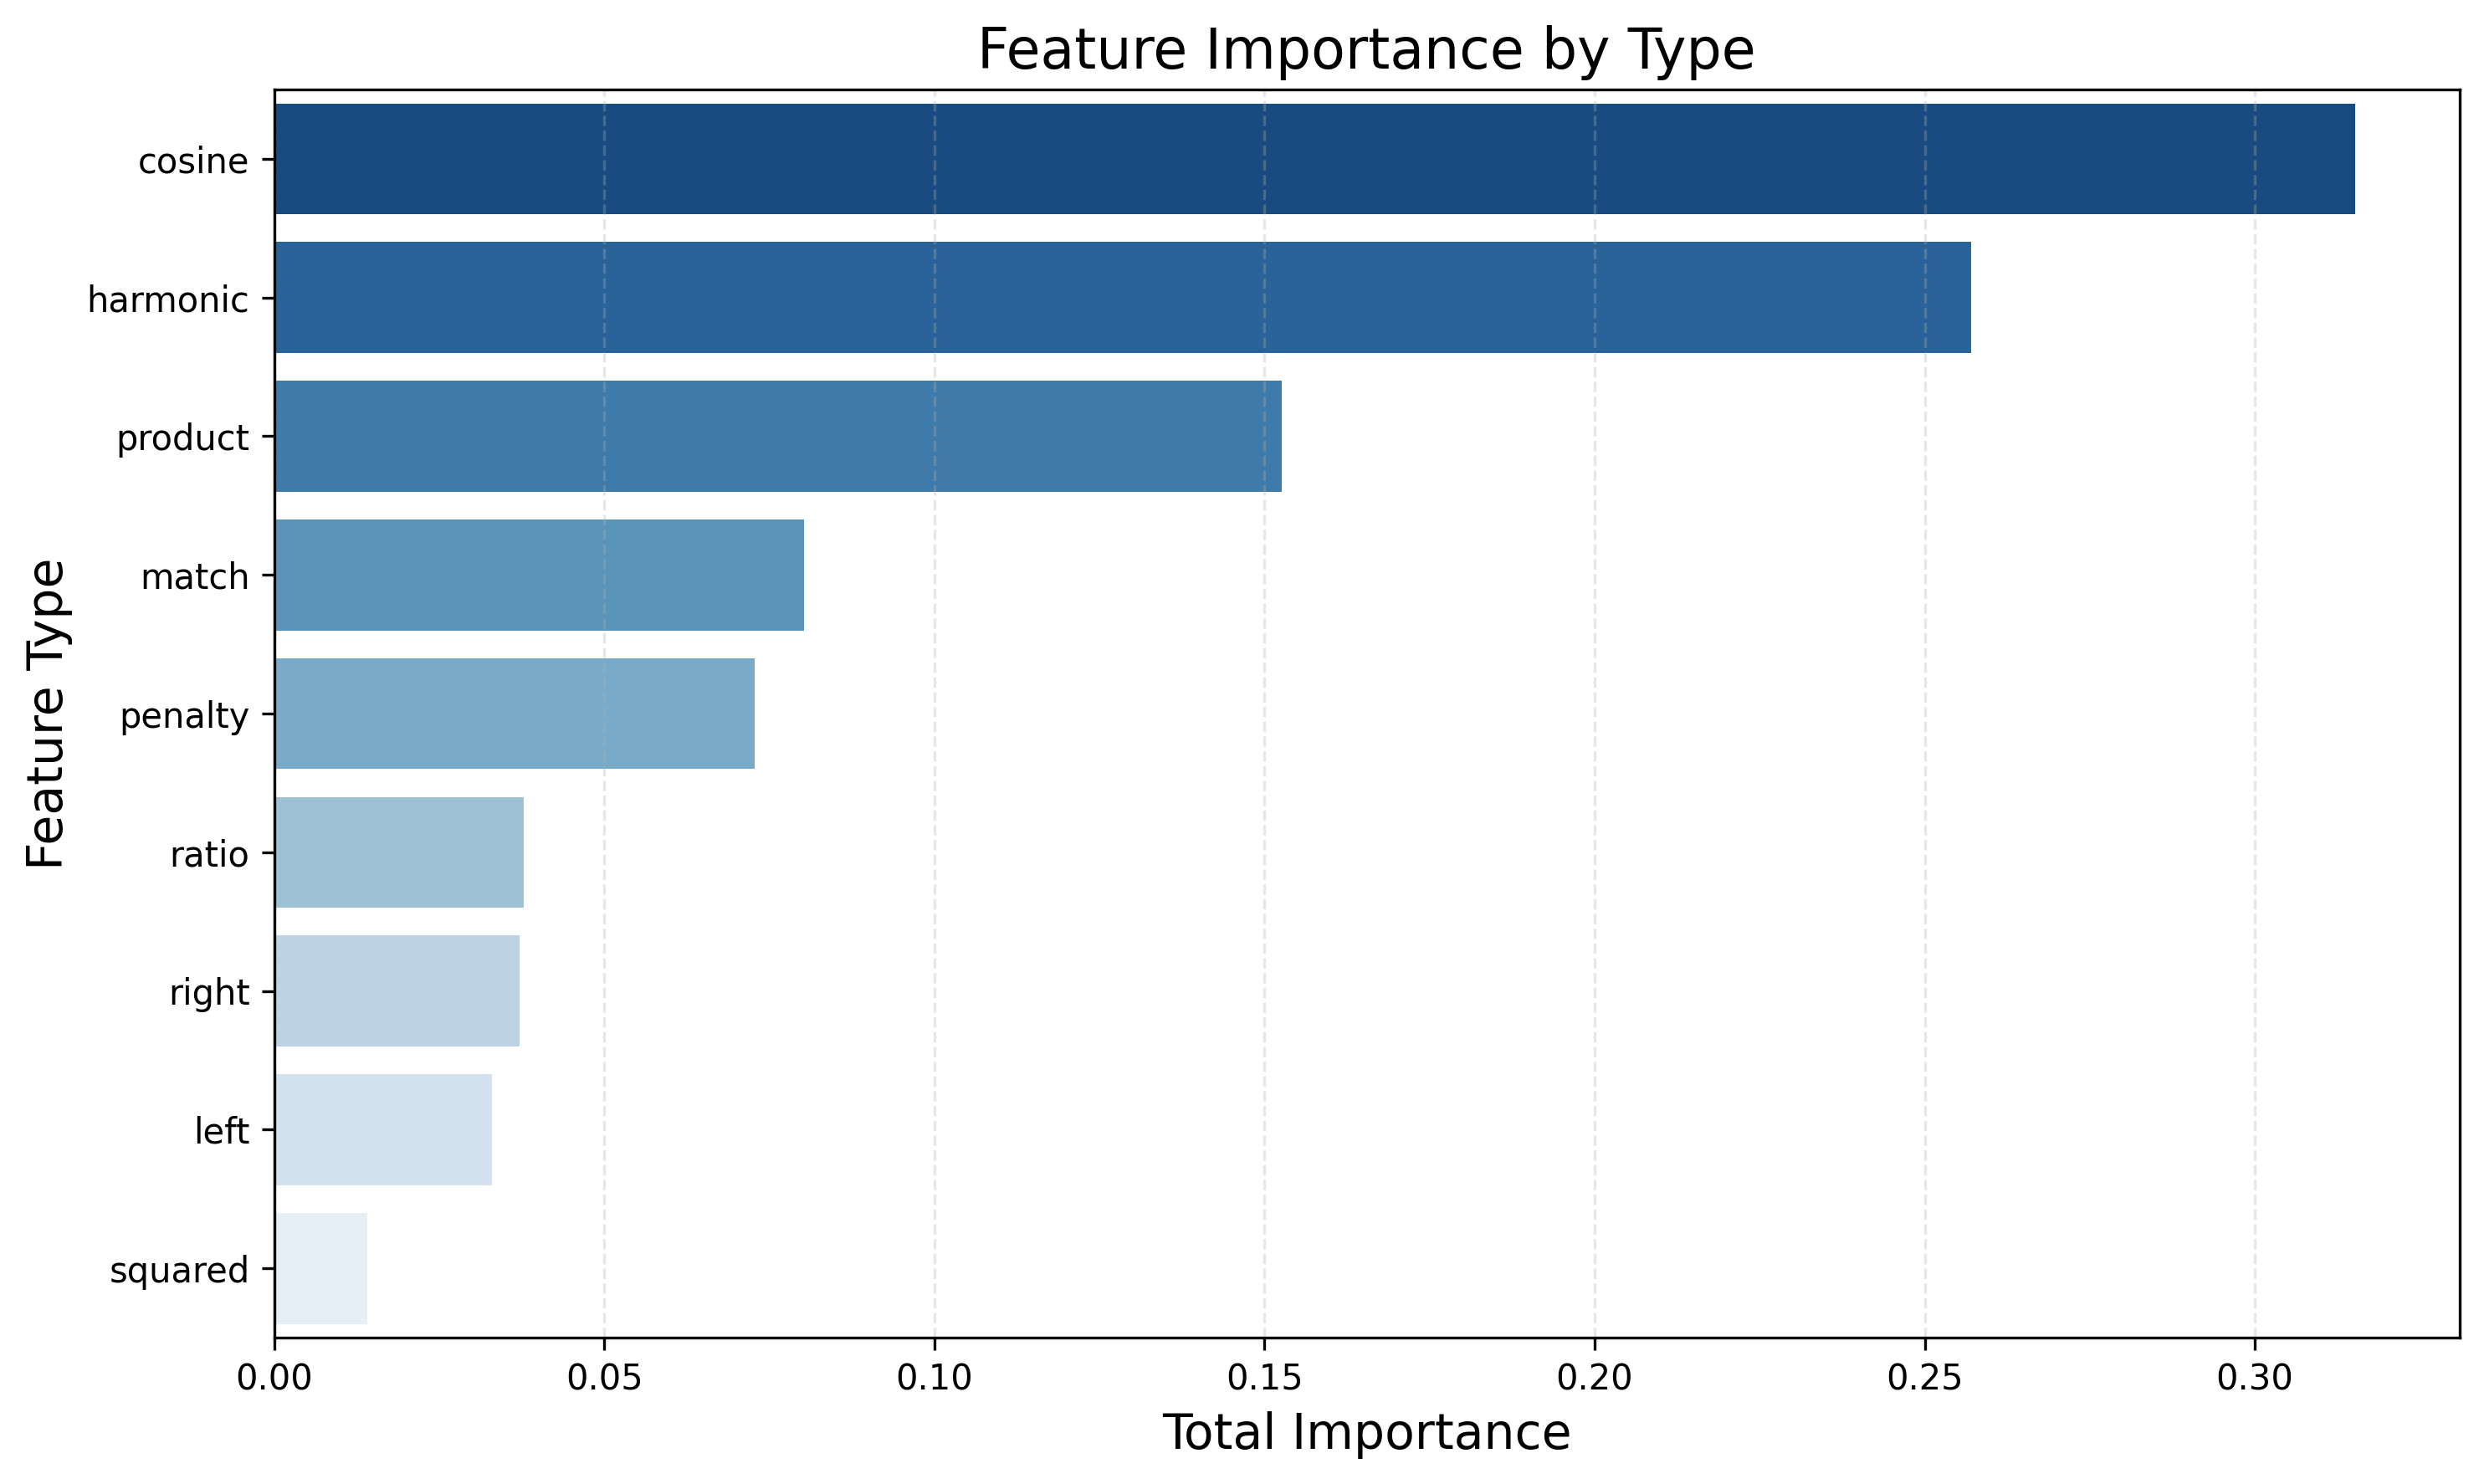 Feature Importance by Type
Feature Type
cosine
harmonic
product
match
penalty
ratio
right
left
squared
0.00 0.05 0.10 0.15 0.20 0.25 0.30
Total Importance